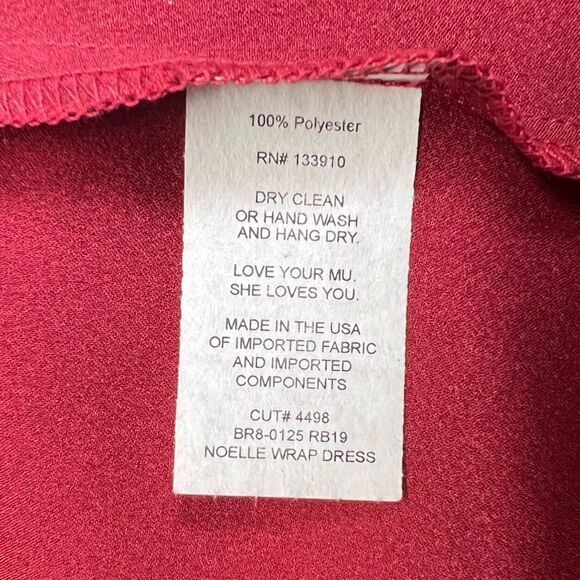 100% Polyester
RN# 133910
DRY CLEAN
OR HAND WASH
AND HANG DRY.
LOVE YOUR MU.
SHE LOVES YOU.
MADE IN THE USA
OF IMPORTED FABRIC
AND IMPORTED
COMPONENTS
CUT# 4498
BR8-0125 RB19
NOELLE WRAP DRESS